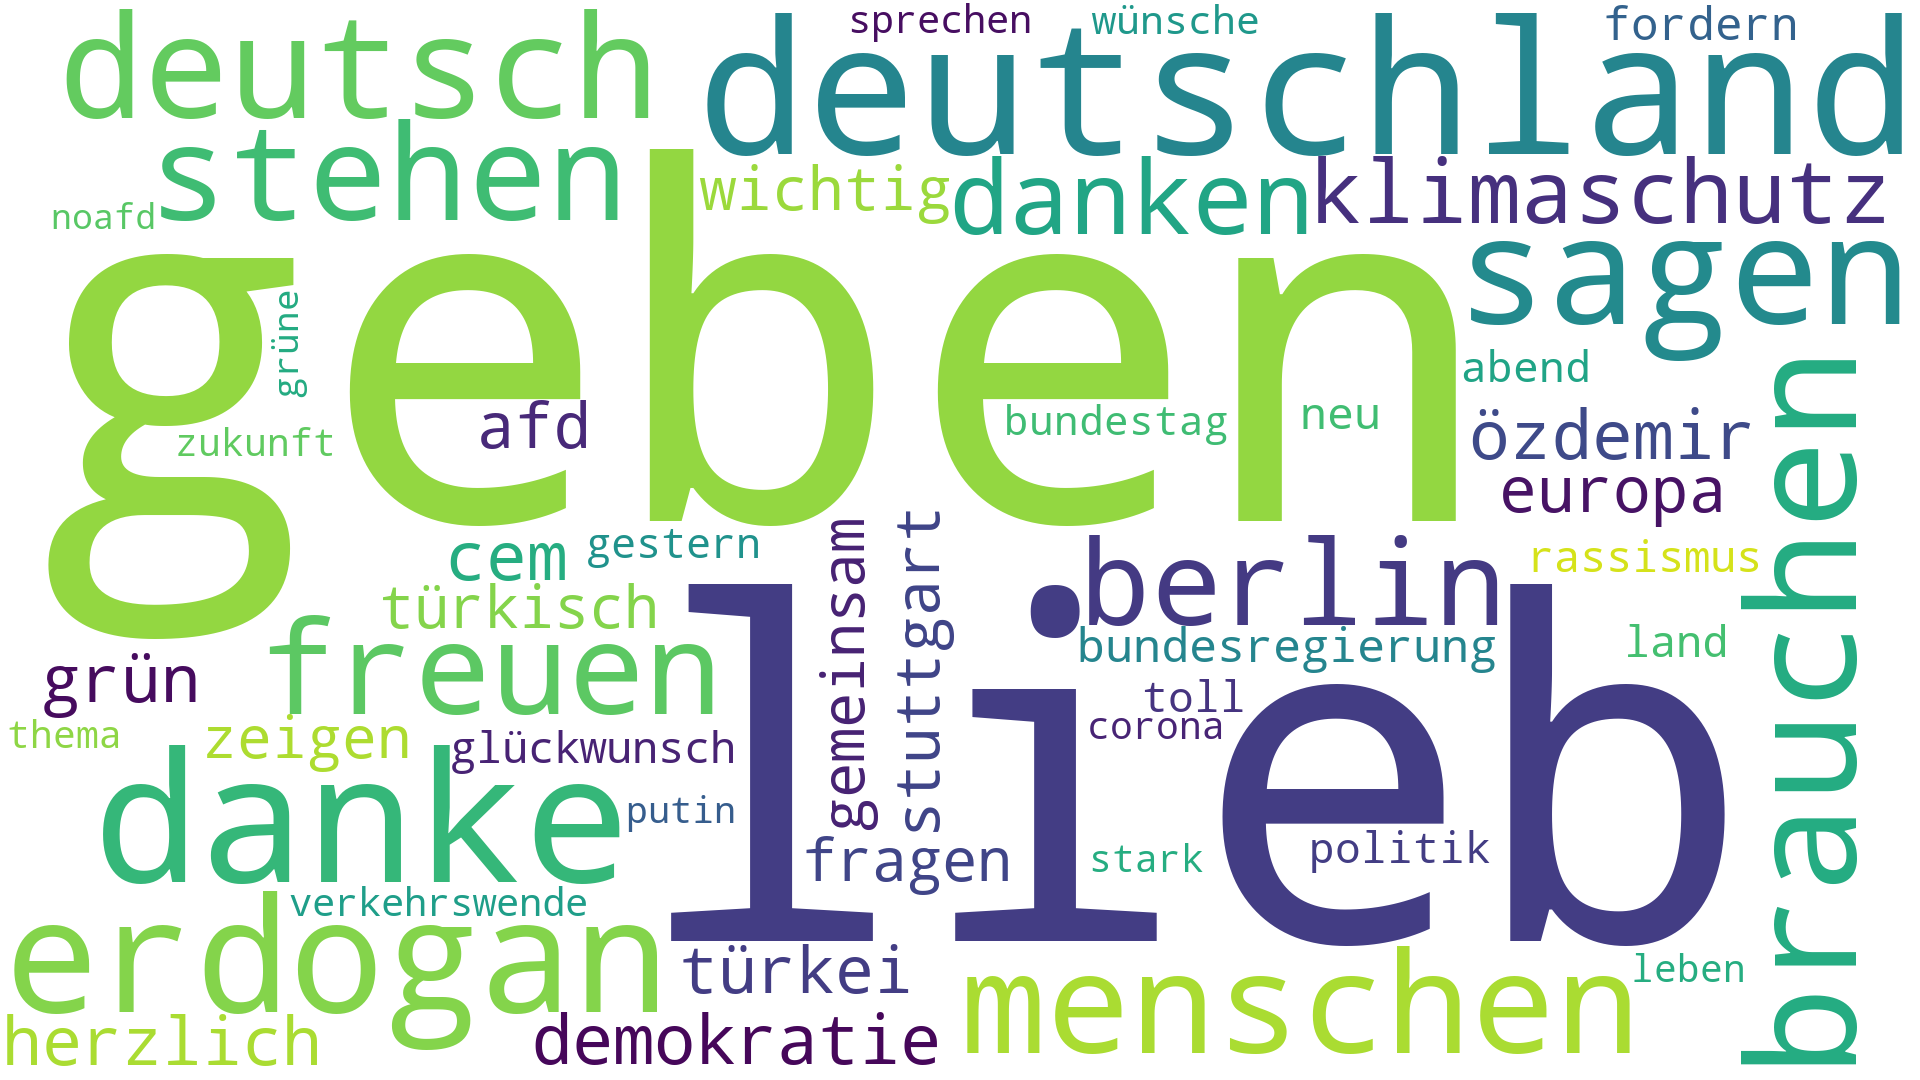 sprechen
wünsche
fordern
deutsch
deutschland
stehen
wichtig
danken
klimaschutz
noafd
geben
sagen
grüne
abend
zukunft
afd
bundestag
neu
özdemir
europa
brauchen
cem
gestern
gemeinsam
stuttgart
berlin
rassismus
türkisch
freuen
lieb
bundesregierung
land
grün
toll
corona
thema
zeigen
glückwunsch
danke
putin
fragen
stark
politik
verkehrswende
erdogan
türkei
menschen
leben
herzlich
demokratie